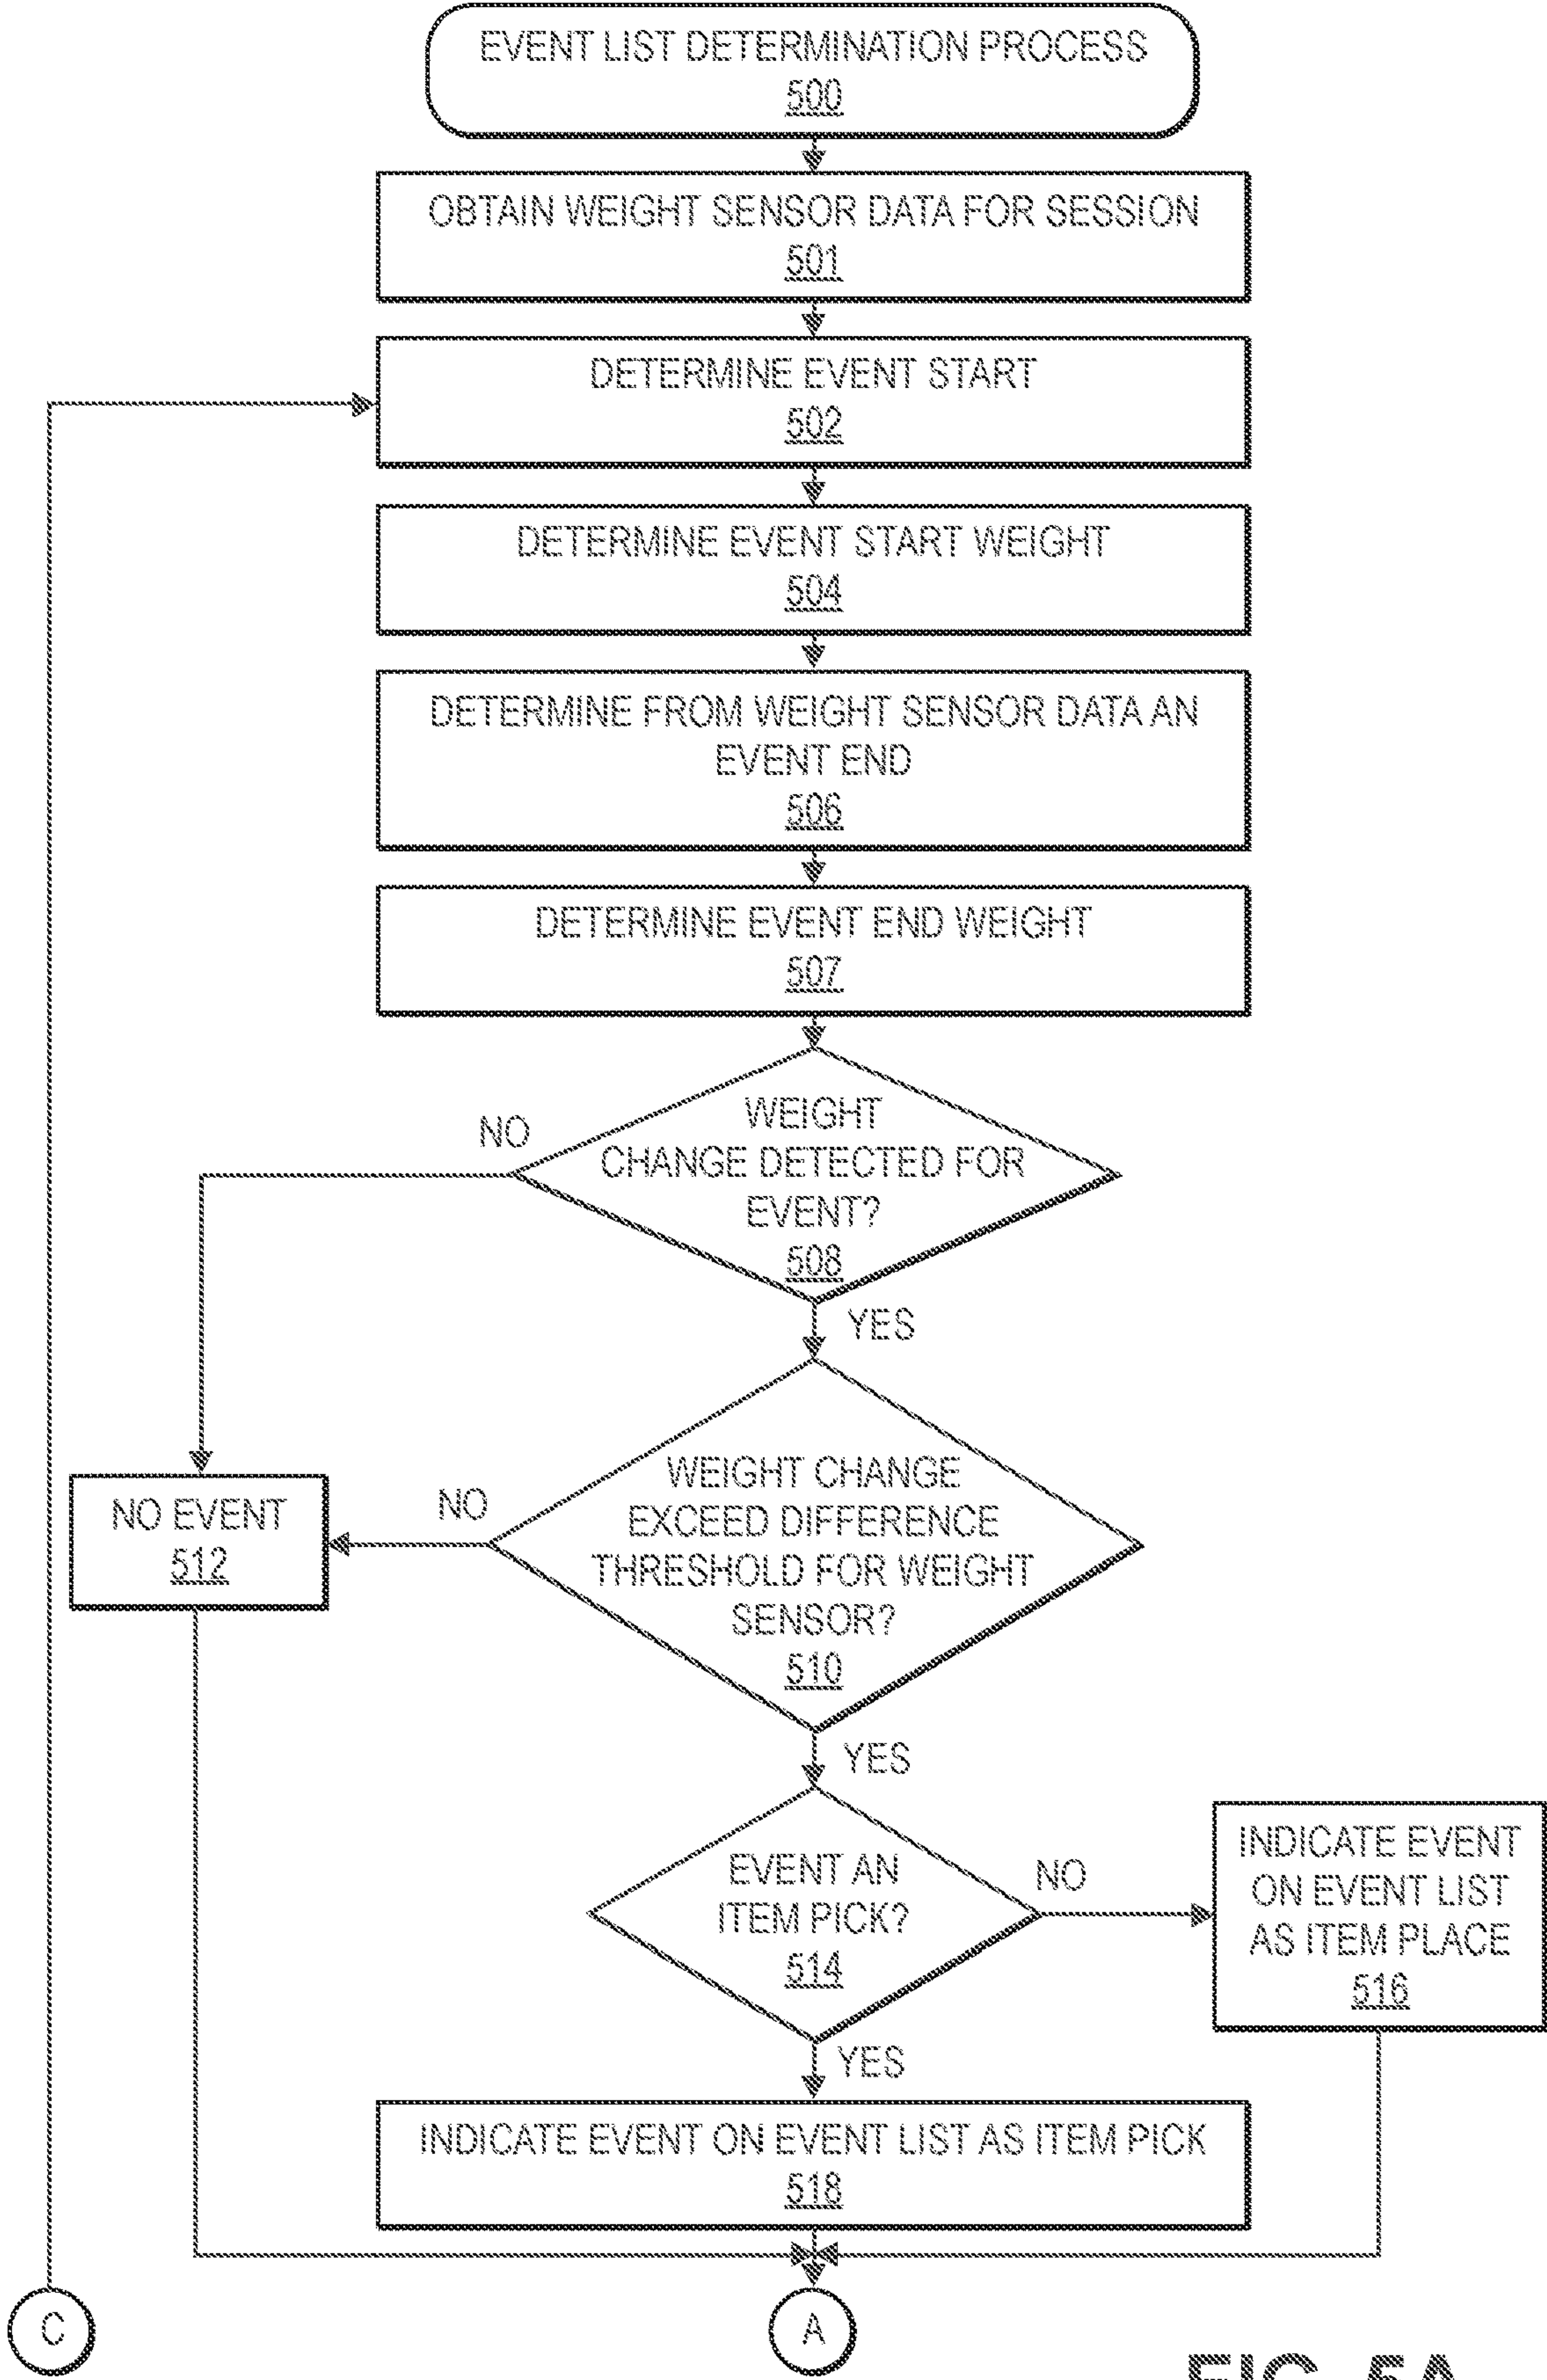 EVENT LIST DETERMINATION PROCESS
500
OBTAIN WEIGHT SENSOR DATA FOR SESSION
501
DETERMINE EVENT START
502
DETERMINE EVENT START WEIGHT
504
DETERMINE FROM WEIGHT SENSOR DATA AN
EVENT END
506
DETERMINE EVENT END WEIGHT
507
WEIGHT
CHANGE DETECTED FOR
EVENT?
508
NO
YES
WEIGHT CHANGE
EXCEED DIFFERENCE
THRESHOLD FOR WEIGHT
SENSOR?
510
NO
NO EVENT
512
YES
EVENT AN
ITEM PICK?
514
NO
INDICATE EVENT
ON EVENT LIST
AS ITEM PLACE
516
YES
INDICATE EVENT ON EVENT LIST AS ITEM PICK
518
C
A
FIG. 5A